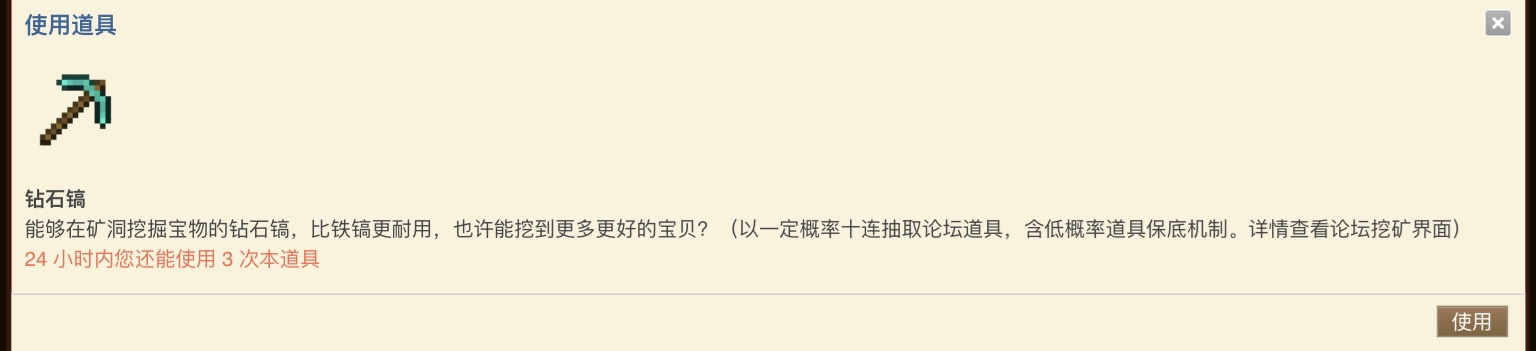 使用道具
钻石镐
能够在矿洞挖掘宝物的钻石镐，比铁镐更耐用，也许能挖到更多更好的宝贝？（以一定概率十连抽取论坛道具，含低概率道具保底机制。详情查看论坛挖矿界面）
24 小时内您还能使用 3 次本道具
使用